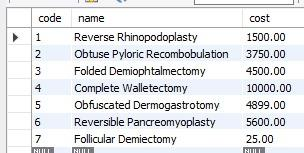 code name cost
1 Reverse Rhinopodoplasty 1500.00
2 Obtuse Pyloric Recombobulation 3750.00
3 Folded Demiophtalmectomy 4500.00
4 Complete Walletectomy 10000.00
5 Obfuscated Dermogastrotomy 4899.00
6 Reversible Pancreomyoplasty 5600.00
7 Follicular Demiectomy 25.00
NULL NULL NULL